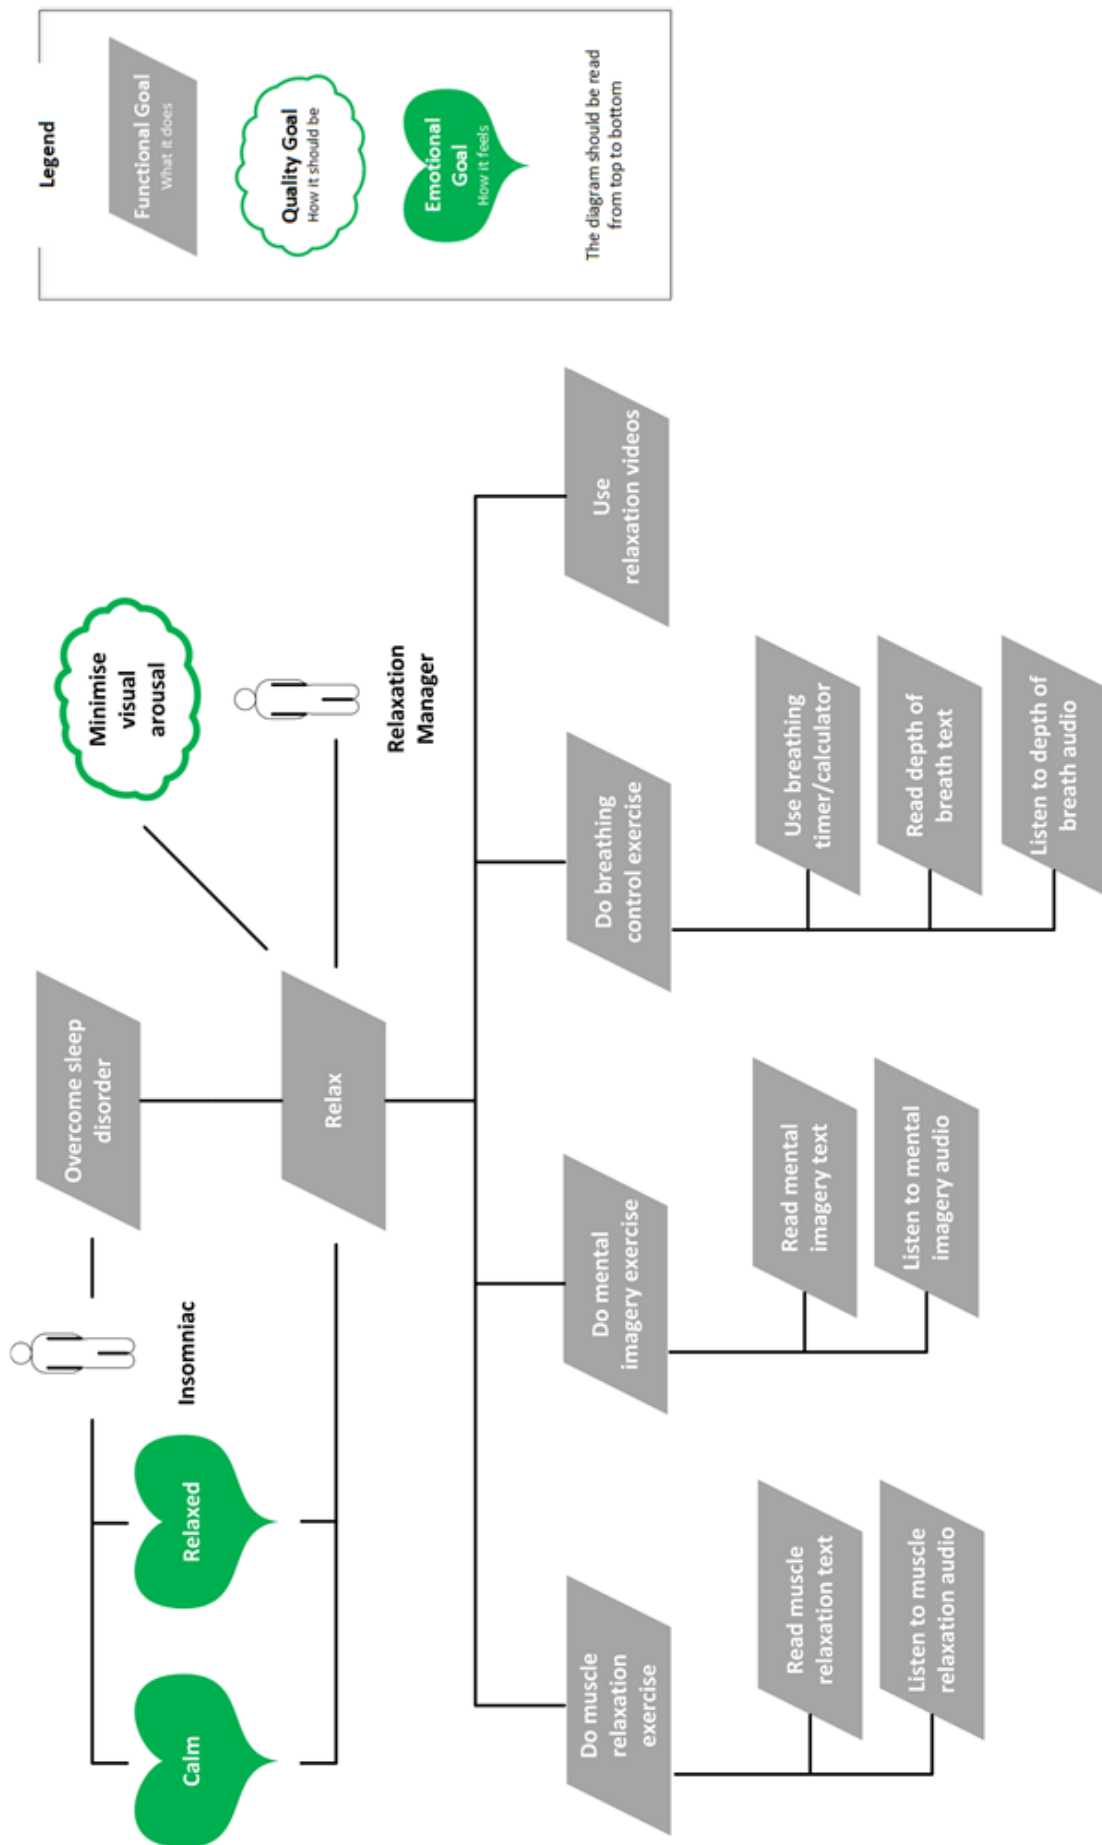 Calm
Relaxed
Insomniac
Overcome sleep
disorder
Minimise
visual
arousal
Relax
Relaxation
Manager
Do muscle
relaxation
exercise
Read muscle
relaxation text
Listen to muscle
relaxation audio
Do mental
imagery exercise
Read mental
imagery text
Listen to mental
imagery audio
Do breathing
control exercise
Use breathing
timer/calculator
Read depth of
breath text
Listen to depth of
breath audio
Use
relaxation videos
Legend
Functional Goal
What it does
Quality Goal
How it should be
Emotional
Goal
How it feels
The diagram should be read
from top to bottom